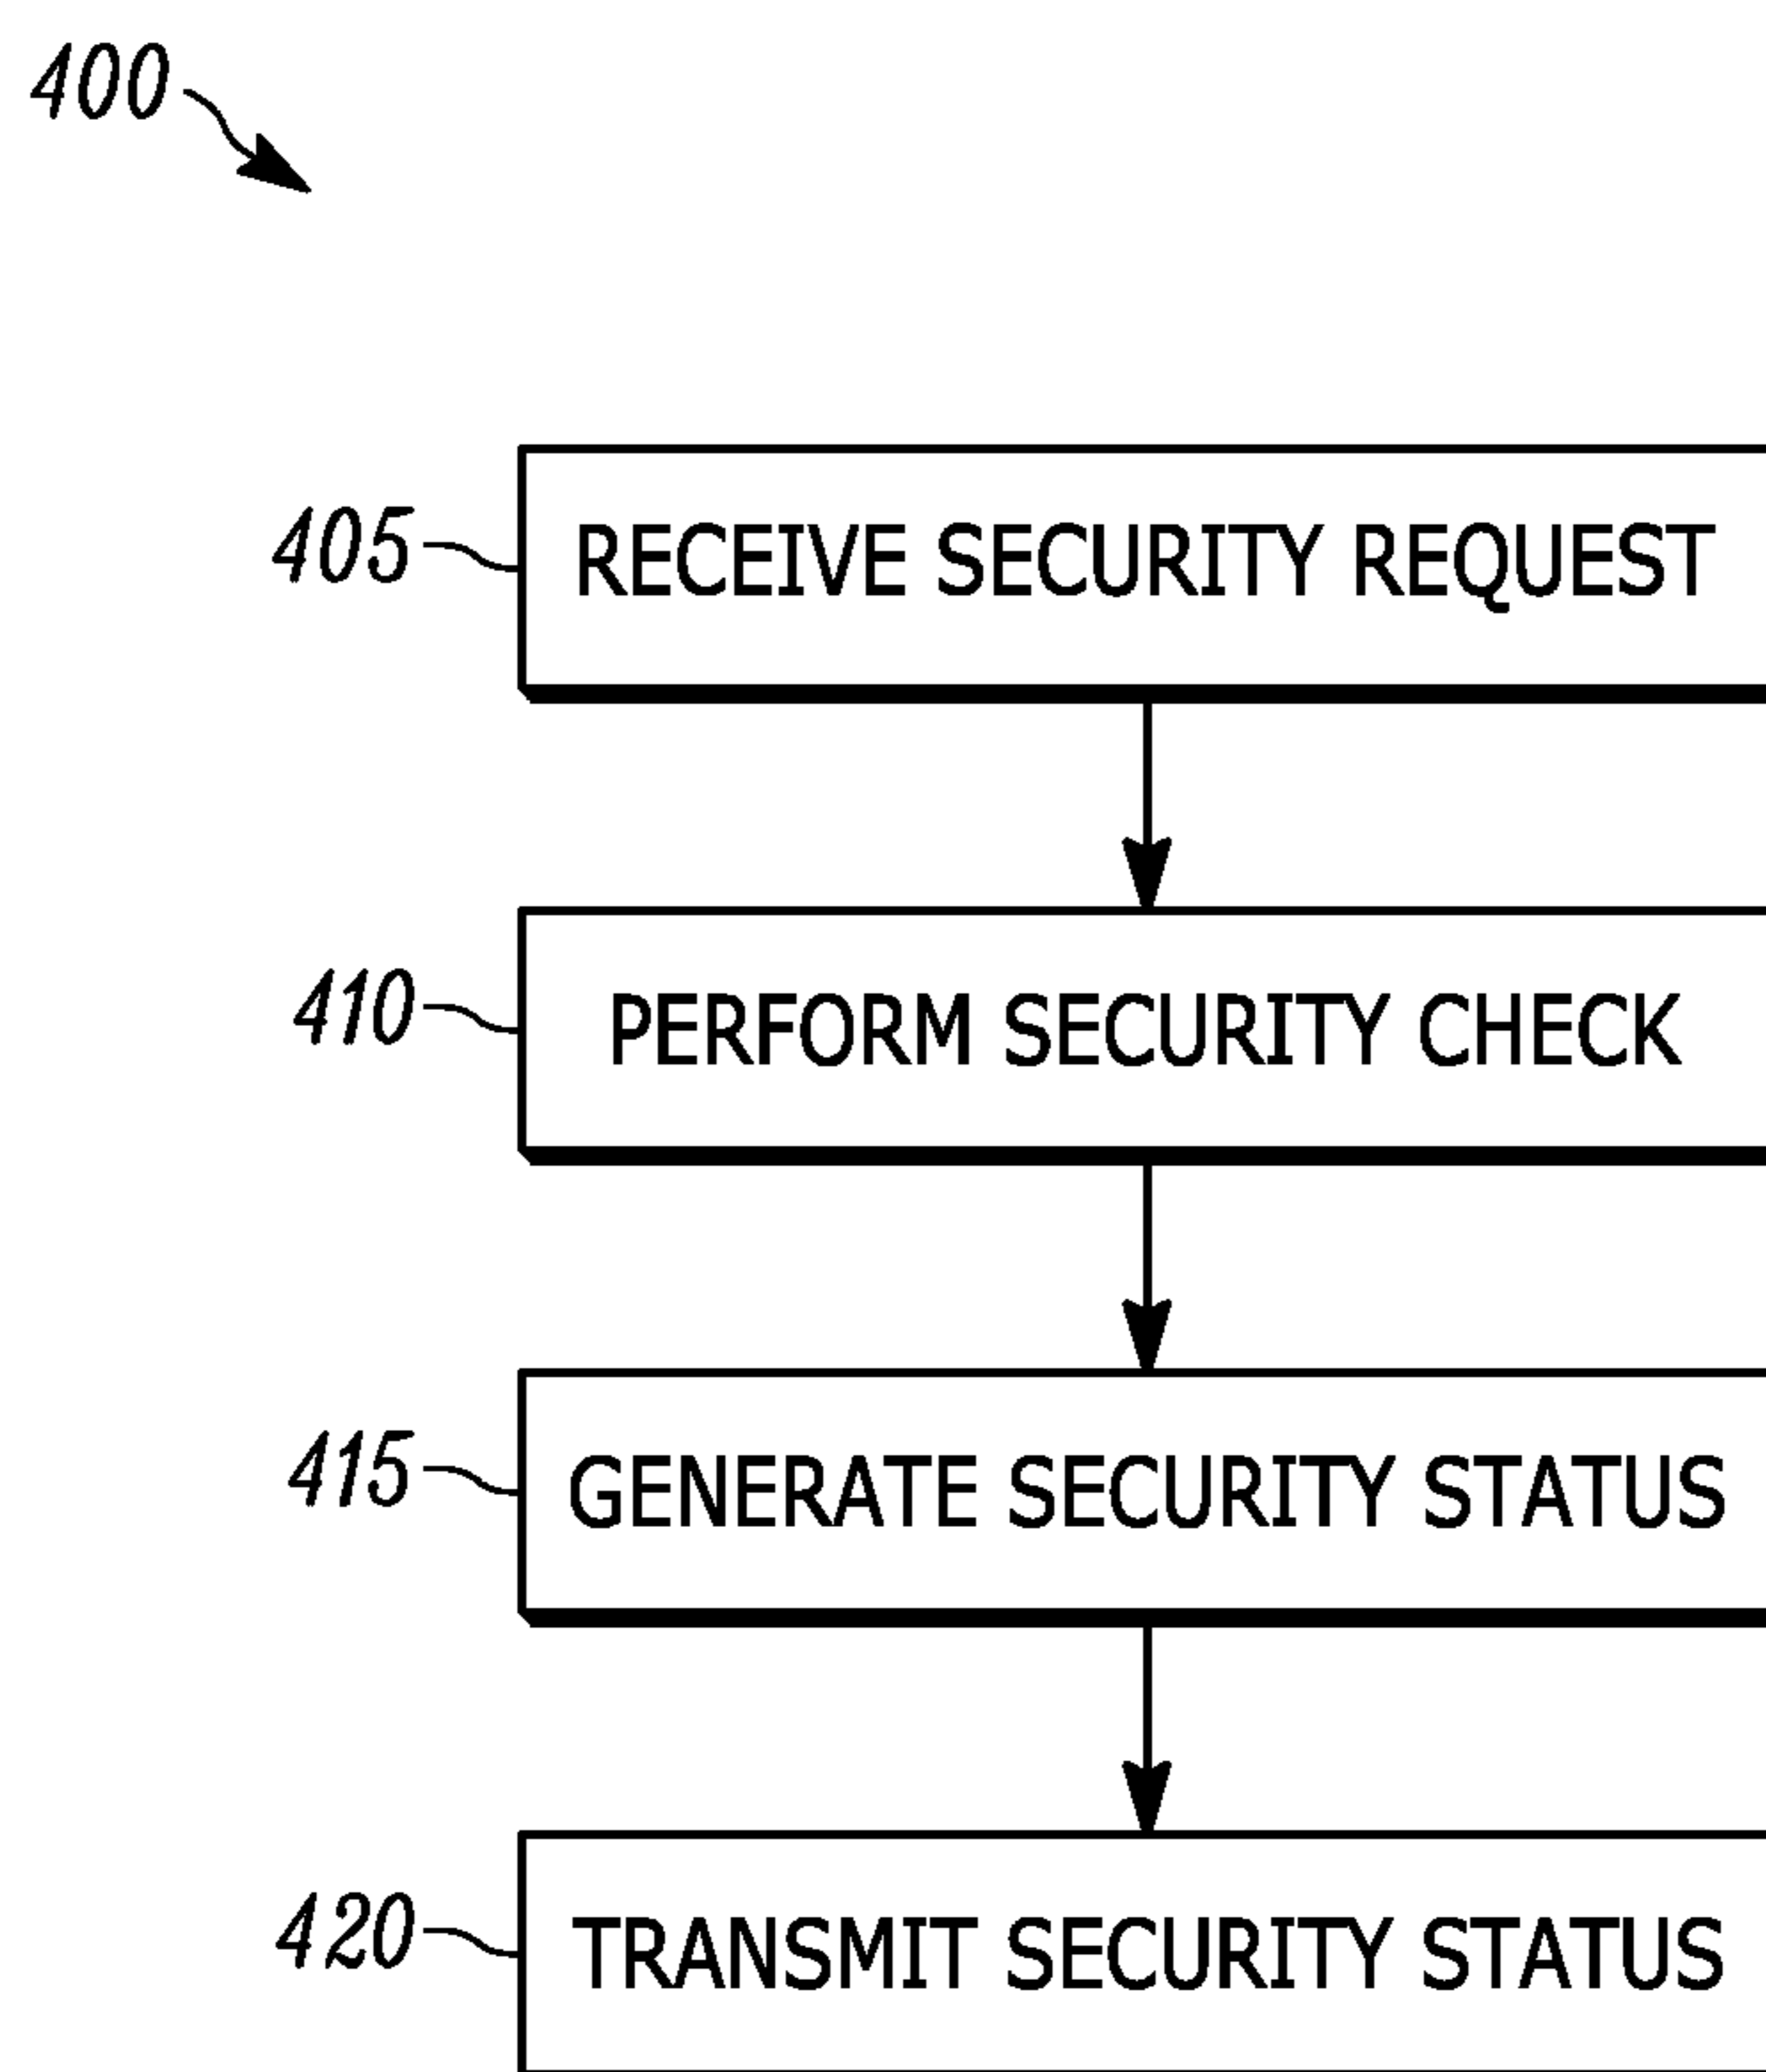 400
405 RECEIVE SECURITY REQUEST
410 PERFORM SECURITY CHECK
415 GENERATE SECURITY STATUS
420 TRANSMIT SECURITY STATUS